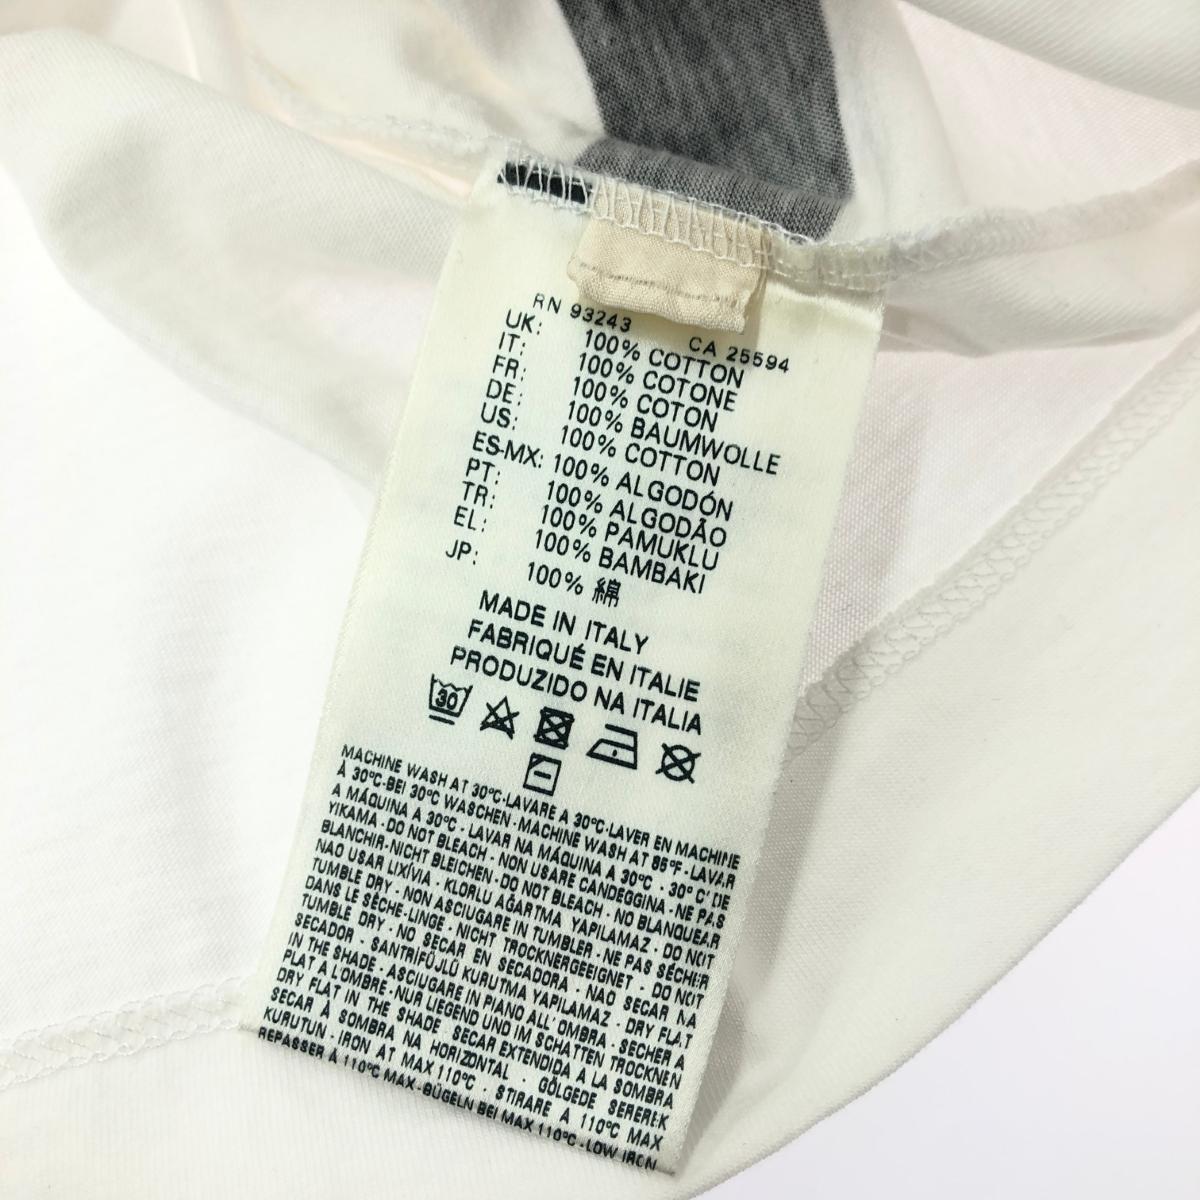 RN 93243 CA 25594
UK: 100% COTTON
IT: 100% COTONE
FR: 100% COTON
DE: 100% BAUMWOLLE
US: 100% COTTON
ES-MX: 100% ALGODÓN
PT: 100% ALGODÃO
TR: 100% PAMUKLU
EL: 100% BAMBAKI
JP: 100% 綿
MADE IN ITALY
FABRIQUÉ EN ITALIE
PRODUZIDO NA ITALIA
30
MACHINE WASH AT 30°C-LAVARE A 30°C-LAVER EN MACHINE
À 30°C-BEI 30°C WASCHEN-MACHINE WASH AT 85°F-LAVAR
A MÁQUINA A 30°C - LAVAR NA MÁQUINA A 30°C - 30°C'DE
YIKAMA - DO NOT BLEACH - NON USARE CANDEGGINA - NE PAS
BLANCHIR-NICHT BLEICHEN-DO NOT BLEACH - NO BLANQUEAR
NAO USAR LIXÍVIA - KLORLU AĞARTMA YAPILAMAZ - DO NOT
TUMBLE DRY - NON ASCIUGARE IN TUMBLER - NE PAS SÉCHER
DANS LE SÈCHE-LINGE - NICHT TROCKNERGEEIGNET - DO NOT
TUMBLE DRY - NO SECAR EN SECADORA - NAO SECAR NA
SECADOR - SANTRİFÜJLÜ KURUTMA YAPILAMAZ - DRY FLAT
IN THE SHADE - ASCIUGARE IN PIANO ALL'OMBRA - SÉCHER A
PLAT À L'OMBRE-NUR LIEGEND UND IM SCHATTEN TROCKNEN
DRY FLAT IN THE SHADE SECAR EXTENDIDA A LA SOMBRA
SECAR À SOMBRA NA HORIZONTAL - GÖLGEDE SEREREK
KURUTUN - IRON AT MAX 110°C - STIRARE A 110°C MAX
REPASSER À 110°C MAX-BÜGELN BEI MAX 110°C-LOW IRON